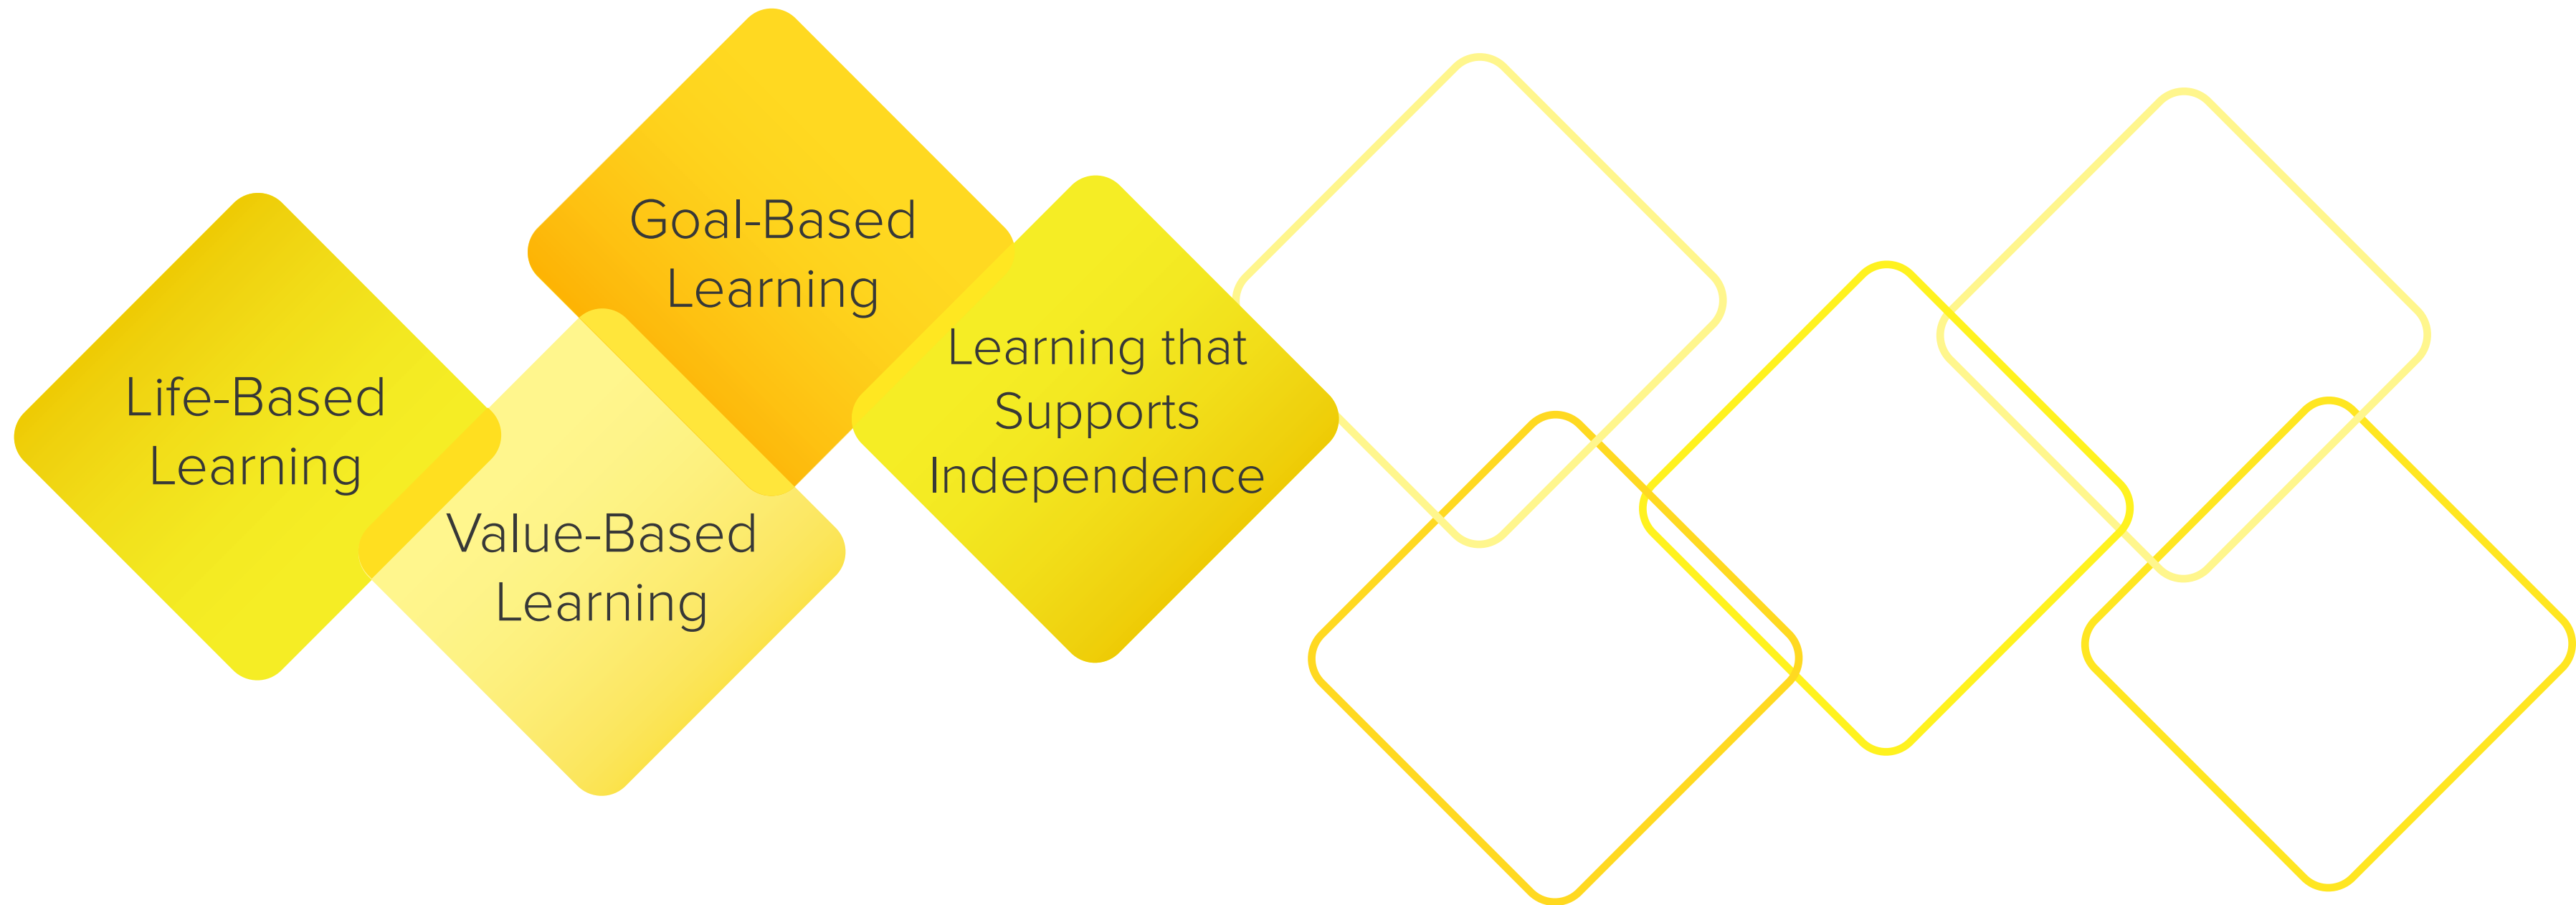 Life-Based
Learning
Value-Based
Learning
Goal-Based
Learning
Learning that
Supports
Independence